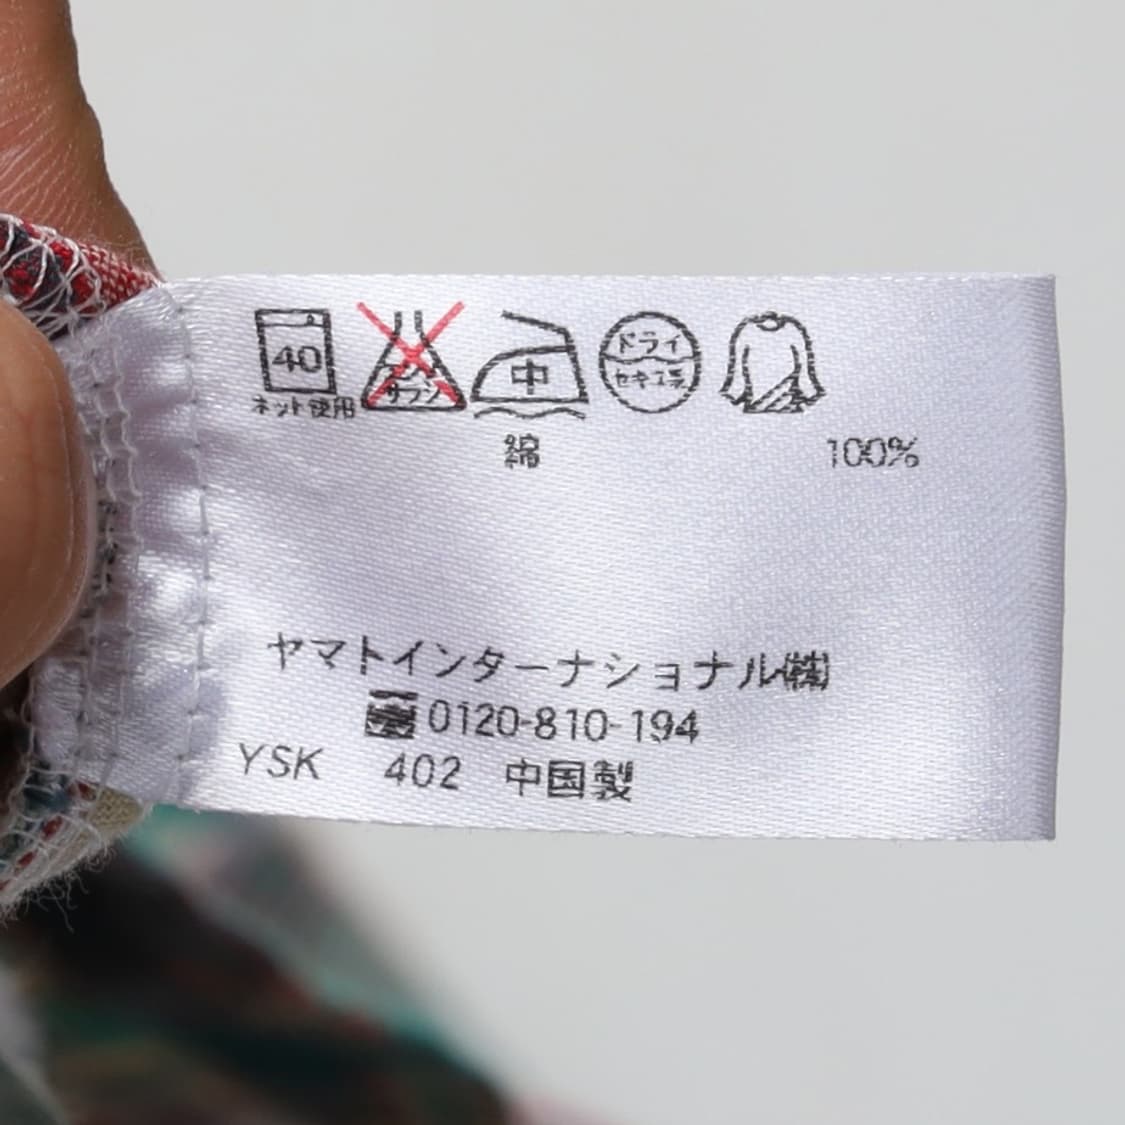 40 中 ドライ
ネット使用 サラシ セキユ系
綿 100%
ヤマトインターナショナル(株)
0120-810-194
YSK 402 中国製